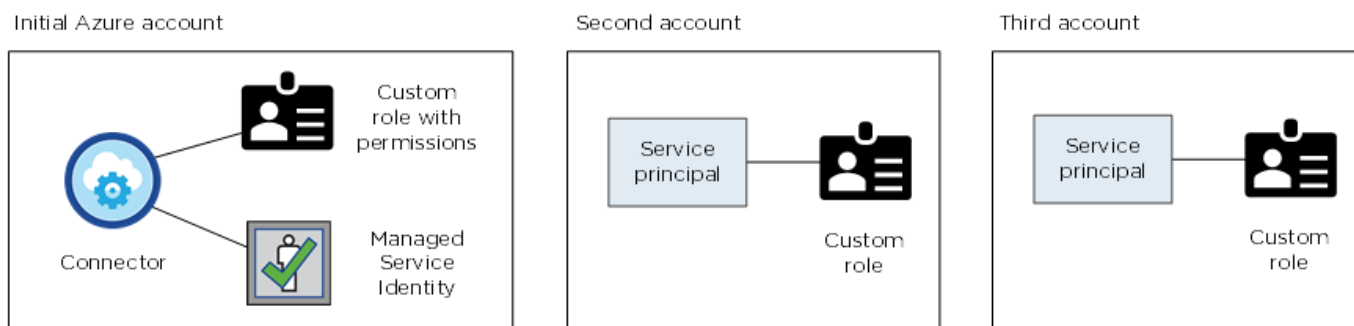 Initial Azure account
Custom
role with
permissions
Connector
Managed
Service
Identity
Second account
Service
principal
Custom
role
Third account
Service
principal
Custom
role